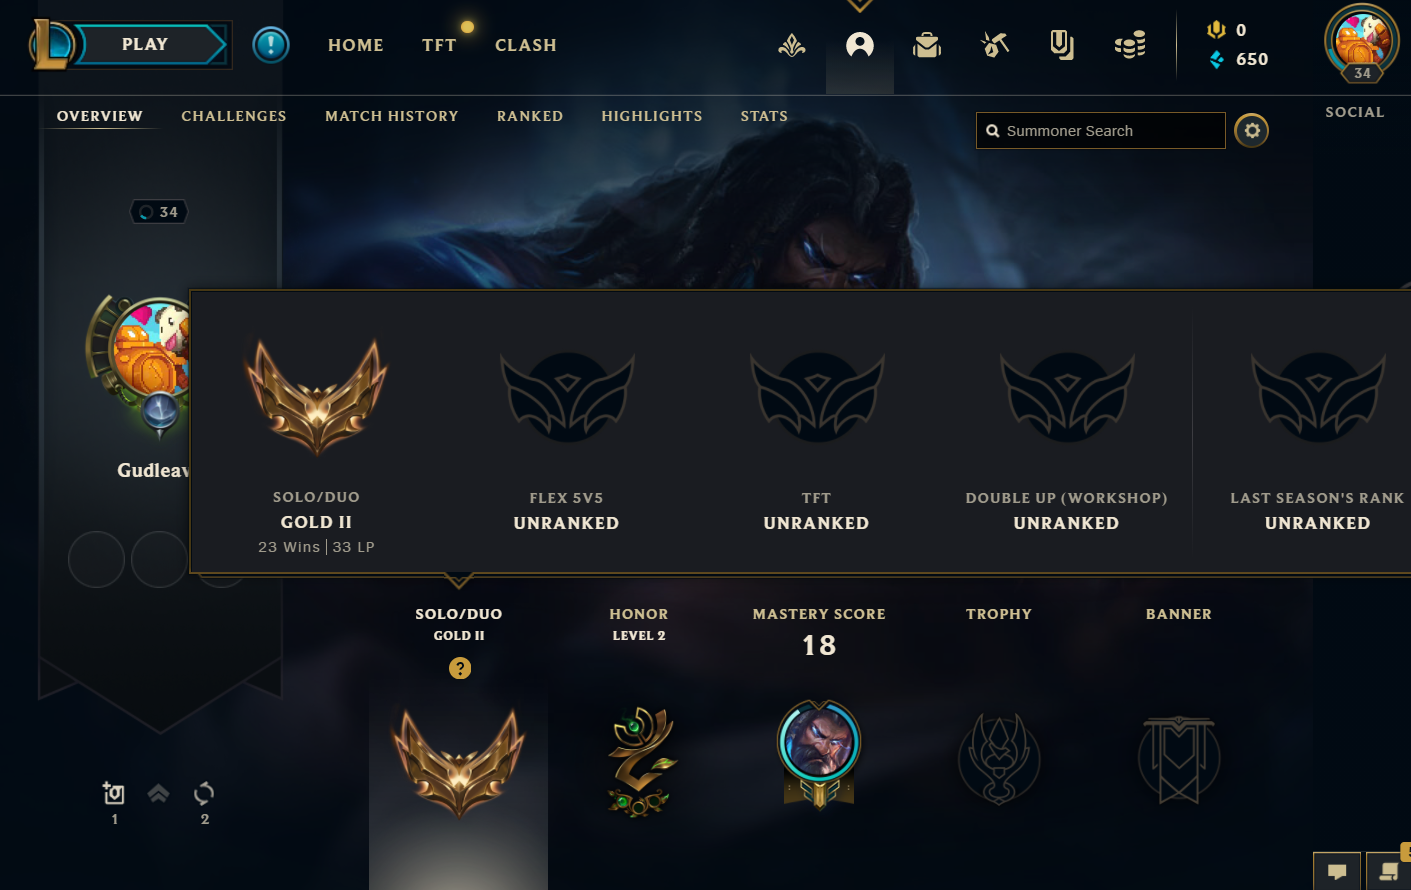 PLAY
HOME
TFT
CLASH
0
650
34
OVERVIEW
CHALLENGES
MATCH HISTORY
RANKED
HIGHLIGHTS
STATS
Summoner Search
SOCIAL
34
Gudleav
SOLO/DUO
GOLD II
23 Wins | 33 LP
FLEX 5V5
UNRANKED
TFT
UNRANKED
DOUBLE UP (WORKSHOP)
UNRANKED
LAST SEASON'S RANK
UNRANKED
SOLO/DUO
GOLD II
?
HONOR
LEVEL 2
MASTERY SCORE
18
TROPHY
BANNER
1
2